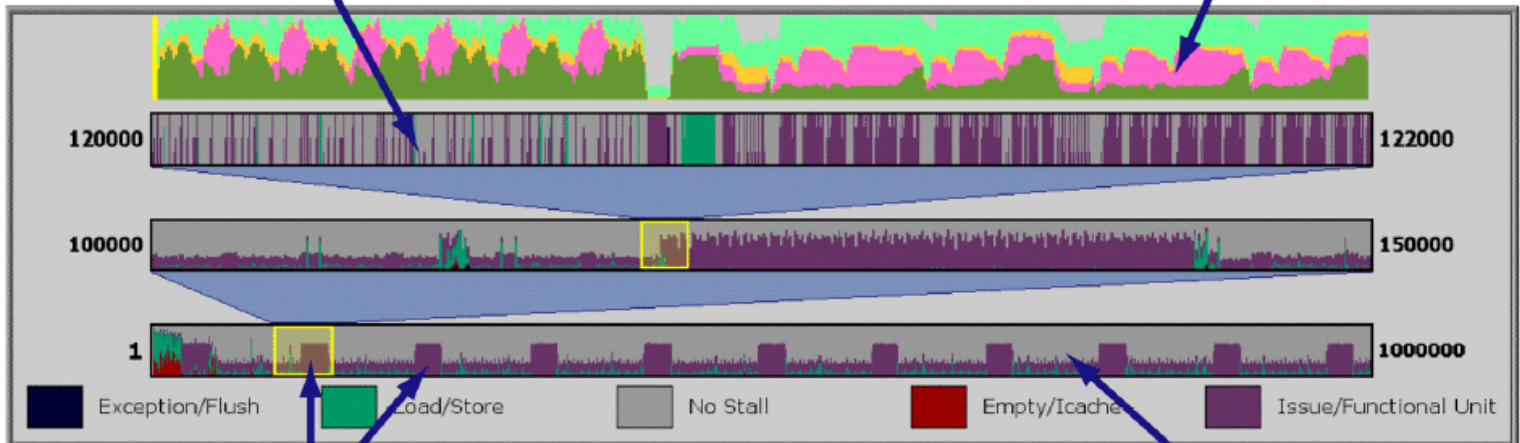 120000 122000
100000 150000
1 1000000
Exception/Flush Load/Store No Stall Empty/Icache Issue/Functional Unit